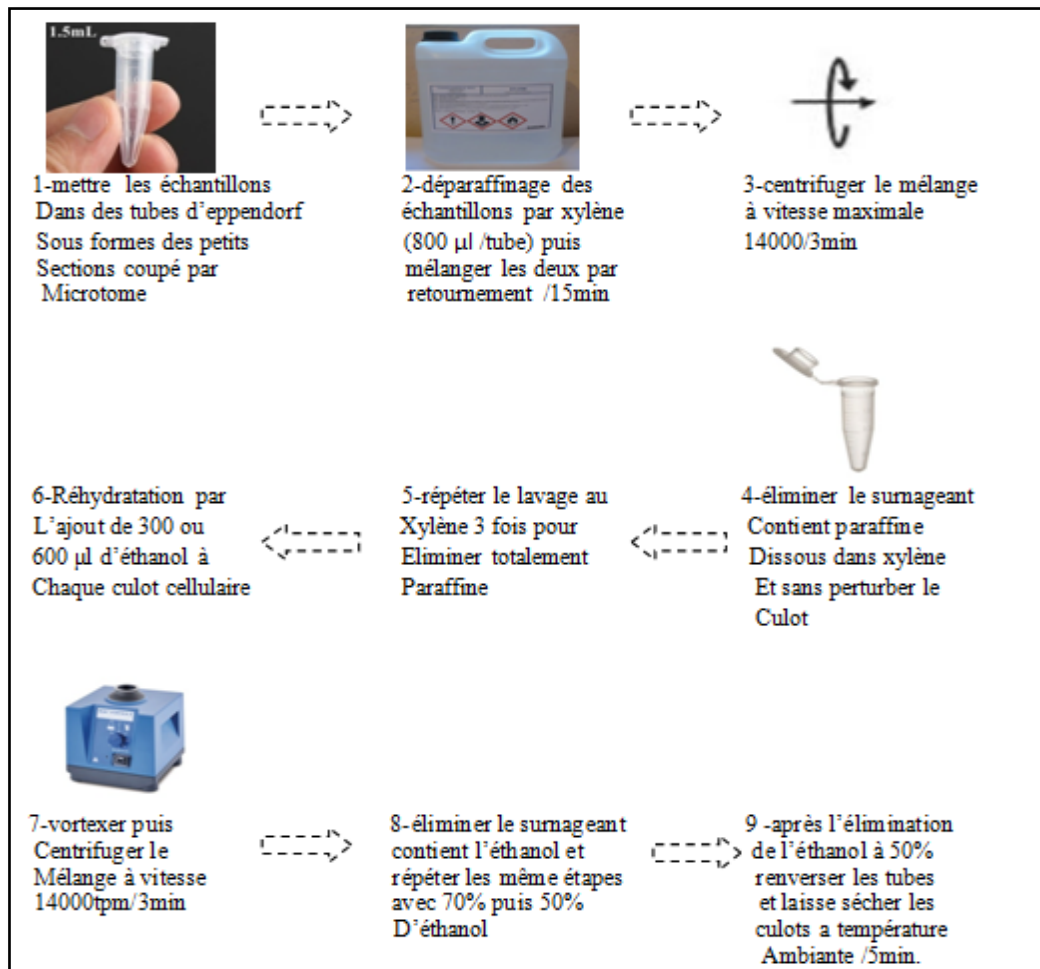 1.5mL
1-mettre les échantillons
Dans des tubes d'eppendorf
Sous formes des petits
Sections coupé par
Microtome
2-déparaffinage des
échantillons par xylène
(800 µl /tube) puis
mélanger les deux par
retournement /15min
3-centrifuger le mélange
à vitesse maximale
14000/3min
4-éliminer le surnageant
Contient paraffine
Dissous dans xylène
Et sans perturber le
Culot
5-répéter le lavage au
Xylène 3 fois pour
Eliminer totalement
Paraffine
6-Réhydratation par
L'ajout de 300 ou
600 µl d'éthanol à
Chaque culot cellulaire
7-vortexer puis
Centrifuger le
Mélange à vitesse
14000tpm/3min
8-éliminer le surnageant
contient l'éthanol et
répéter les même étapes
avec 70% puis 50%
D'éthanol
9 -après l'élimination
de l'éthanol à 50%
renverser les tubes
et laisse sécher les
culots a température
Ambiante /5min.